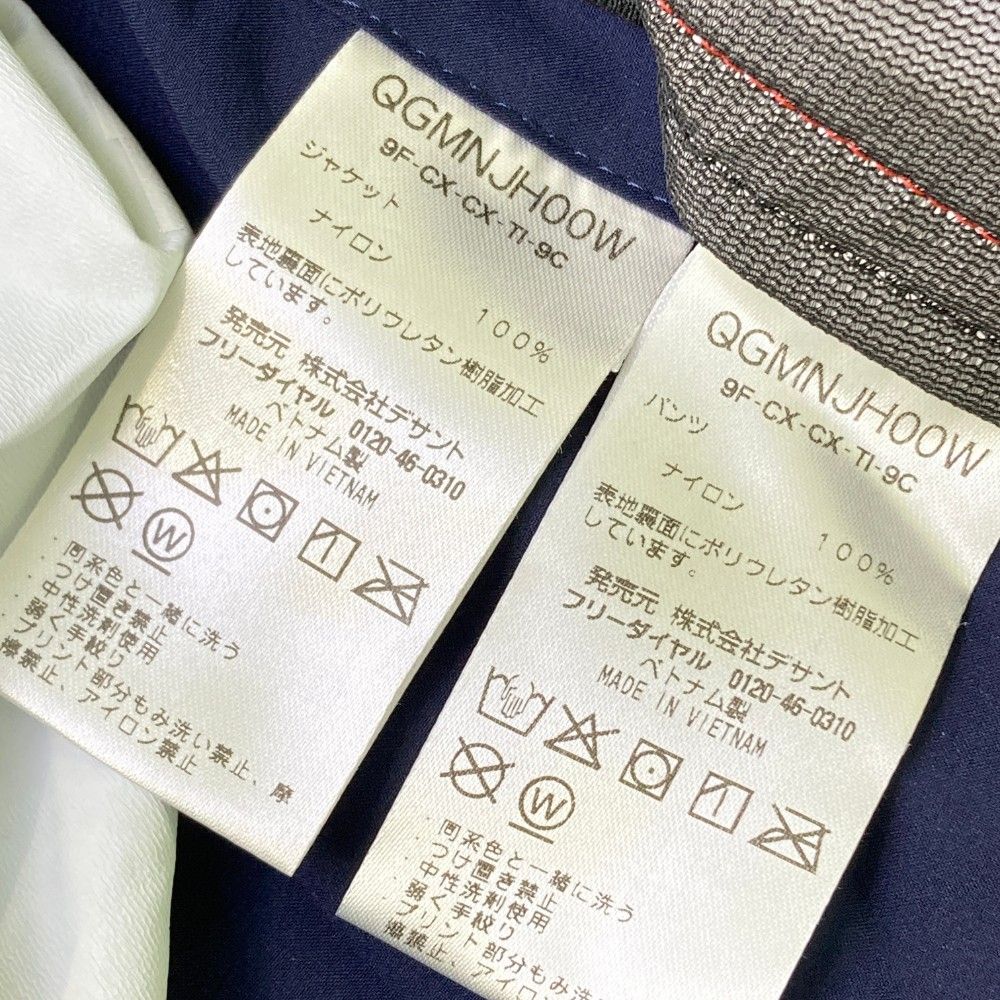 QGMNJH00W
9F-CX-CX-TI-9C
ジャケット
ナイロン 100%
表地裏面にポリウレタン樹脂加工
しています。
発売元 株式会社デサント
フリーダイヤル 0120-46-0310
ベトナム製
MADE IN VIETNAM
W
同系色と一緒に洗う
つけ置き禁止
中性洗剤使用
弱く手絞り
プリント部分もみ洗い禁止、摩
擦禁止、アイロン禁止
QGMNJH00W
9F-CX-CX-TI-9C
パンツ
ナイロン 100%
表地裏面にポリウレタン樹脂加工
しています。
発売元 株式会社デサント
フリーダイヤル 0120-46-0310
ベトナム製
MADE IN VIETNAM
W
同系色と一緒に洗う
つけ置き禁止
中性洗剤使用
弱く手絞り
プリント部分もみ洗い禁止
擦禁止、アイロン